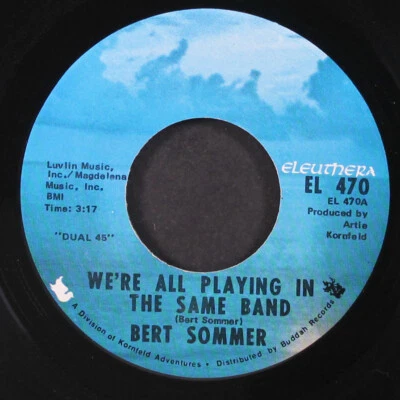 Luvlin Music,
Inc./Magdelena
Music, Inc.
BMI
Time: 3:17
"DUAL 45"
ELEUTHERA
EL 470
EL 470A
Produced by
Artie
Kornfeld
WE'RE ALL PLAYING IN
THE SAME BAND
(Bert Sommer)
BERT SOMMER
A Division of Kornfeld Adventures • Distributed by Buddah Records